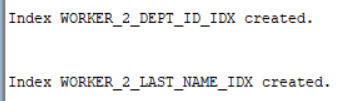 Index WORKER_2_DEPT_ID_IDX created.
Index WORKER_2_LAST_NAME_IDX created.